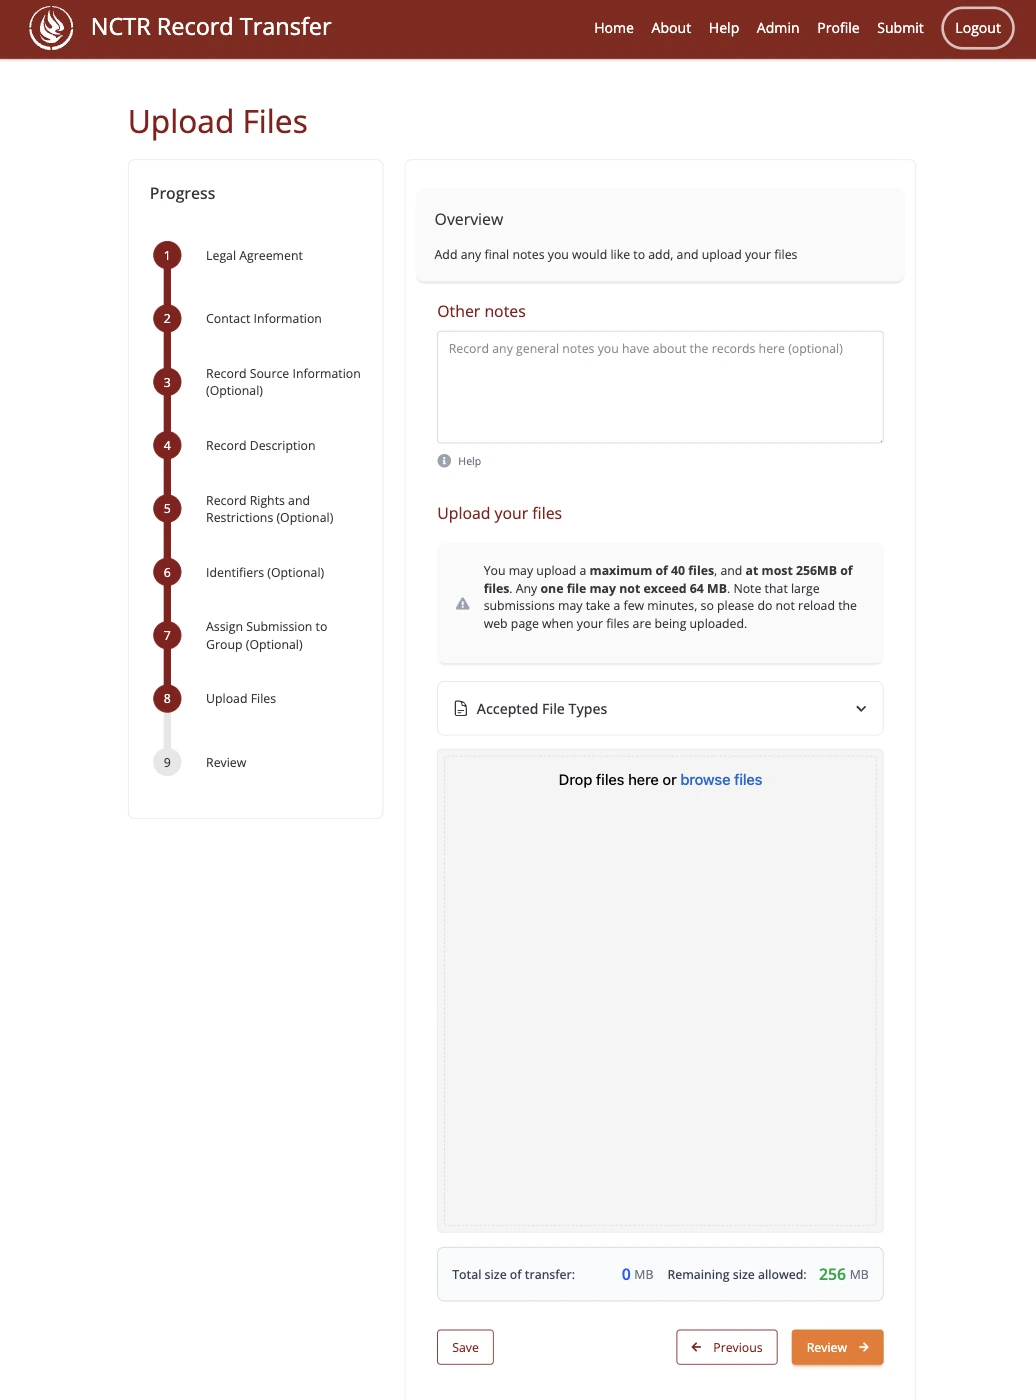 NCTR Record Transfer
Home About Help Admin Profile Submit Logout
Upload Files
Progress
1 Legal Agreement
2 Contact Information
3 Record Source Information
(Optional)
4 Record Description
5 Record Rights and
Restrictions (Optional)
6 Identifiers (Optional)
7 Assign Submission to
Group (Optional)
8 Upload Files
9 Review
Overview
Add any final notes you would like to add, and upload your files
Other notes
Record any general notes you have about the records here (optional)
Help
Upload your files
You may upload a maximum of 40 files, and at most 256MB of
files. Any one file may not exceed 64 MB. Note that large
submissions may take a few minutes, so please do not reload the
web page when your files are being uploaded.
Accepted File Types
Drop files here or browse files
Total size of transfer: 0 MB Remaining size allowed: 256 MB
Save Previous Review